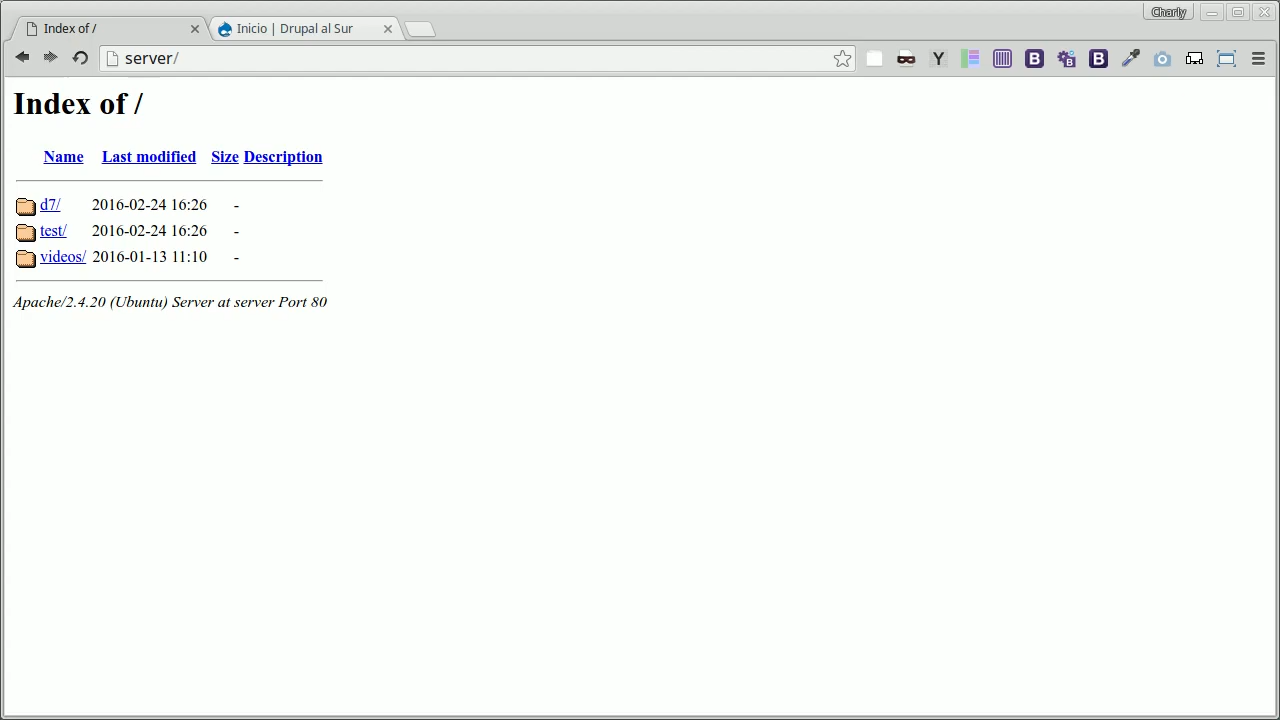 Charly
Index of /
Inicio | Drupal al Sur
server/
Y
B
B
B
Index of /
Name Last modified Size Description
d7/ 2016-02-24 16:26 -
test/ 2016-02-24 16:26 -
videos/ 2016-01-13 11:10 -
Apache/2.4.20 (Ubuntu) Server at server Port 80